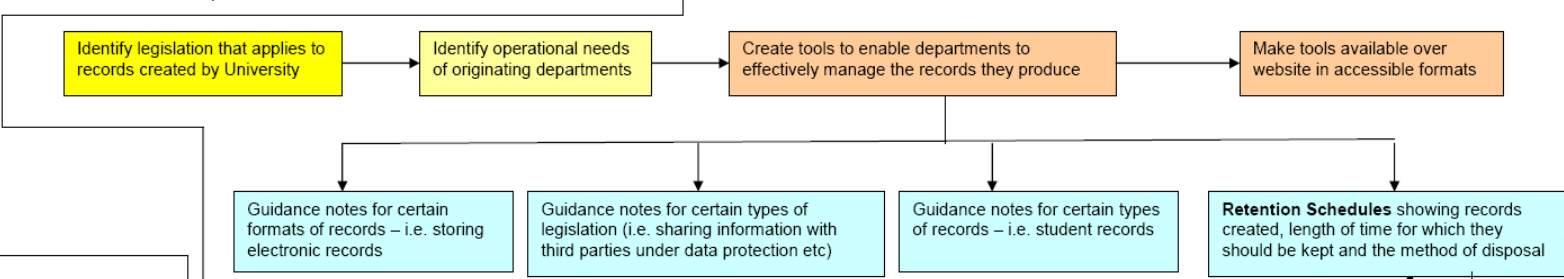 Identify legislation that applies to
records created by University
Identify operational needs
of originating departments
Create tools to enable departments to
effectively manage the records they produce
Make tools available over
website in accessible formats
Guidance notes for certain
formats of records – i.e. storing
electronic records
Guidance notes for certain types of
legislation (i.e. sharing information with
third parties under data protection etc)
Guidance notes for certain types
of records – i.e. student records
Retention Schedules showing records
created, length of time for which they
should be kept and the method of disposal